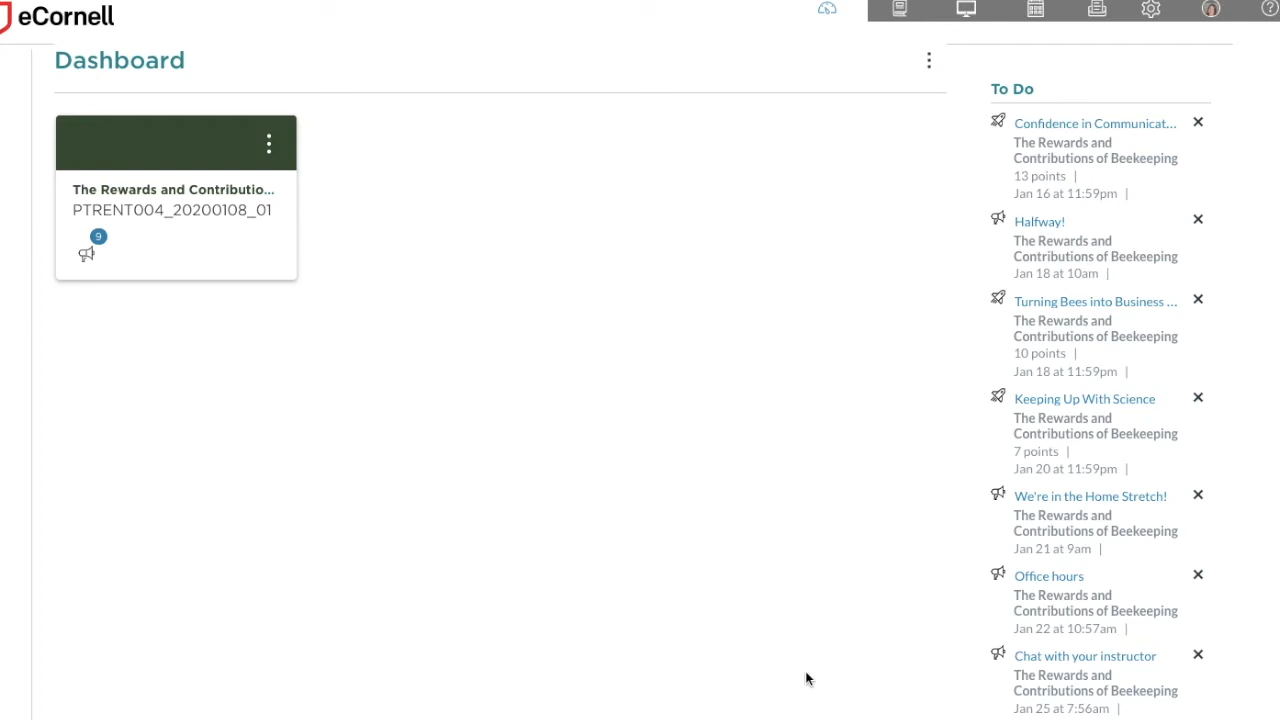 eCornell
Dashboard
The Rewards and Contributio...
PTRENT004_20200108_01
9
To Do
Confidence in Communicat...
The Rewards and
Contributions of Beekeeping
13 points |
Jan 16 at 11:59pm |
Halfway!
The Rewards and
Contributions of Beekeeping
Jan 18 at 10am |
Turning Bees into Business ...
The Rewards and
Contributions of Beekeeping
10 points |
Jan 18 at 11:59pm |
Keeping Up With Science
The Rewards and
Contributions of Beekeeping
7 points |
Jan 20 at 11:59pm |
We're in the Home Stretch!
The Rewards and
Contributions of Beekeeping
Jan 21 at 9am |
Office hours
The Rewards and
Contributions of Beekeeping
Jan 22 at 10:57am |
Chat with your instructor
The Rewards and
Contributions of Beekeeping
Jan 25 at 7:56am |